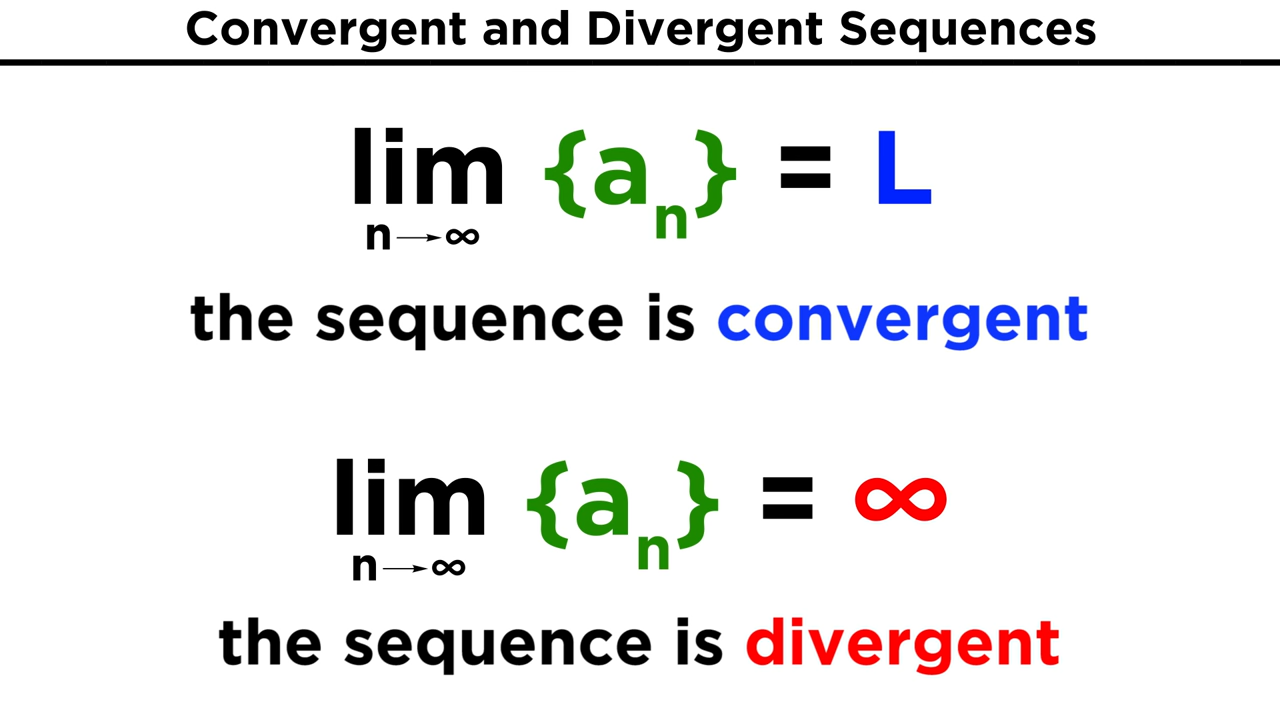 Convergent and Divergent Sequences
lim {aₙ} = L
n→∞
the sequence is convergent
lim {aₙ} = ∞
n→∞
the sequence is divergent